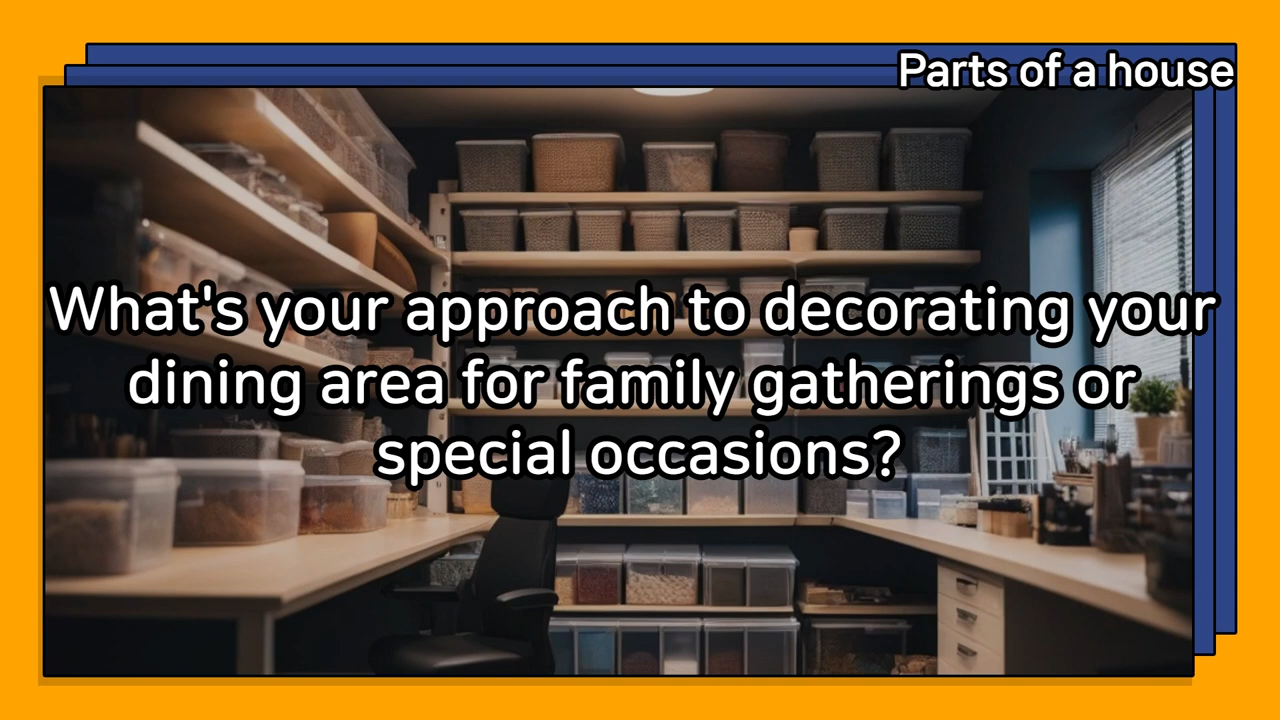 Parts of a house
What's your approach to decorating your
dining area for family gatherings or
special occasions?